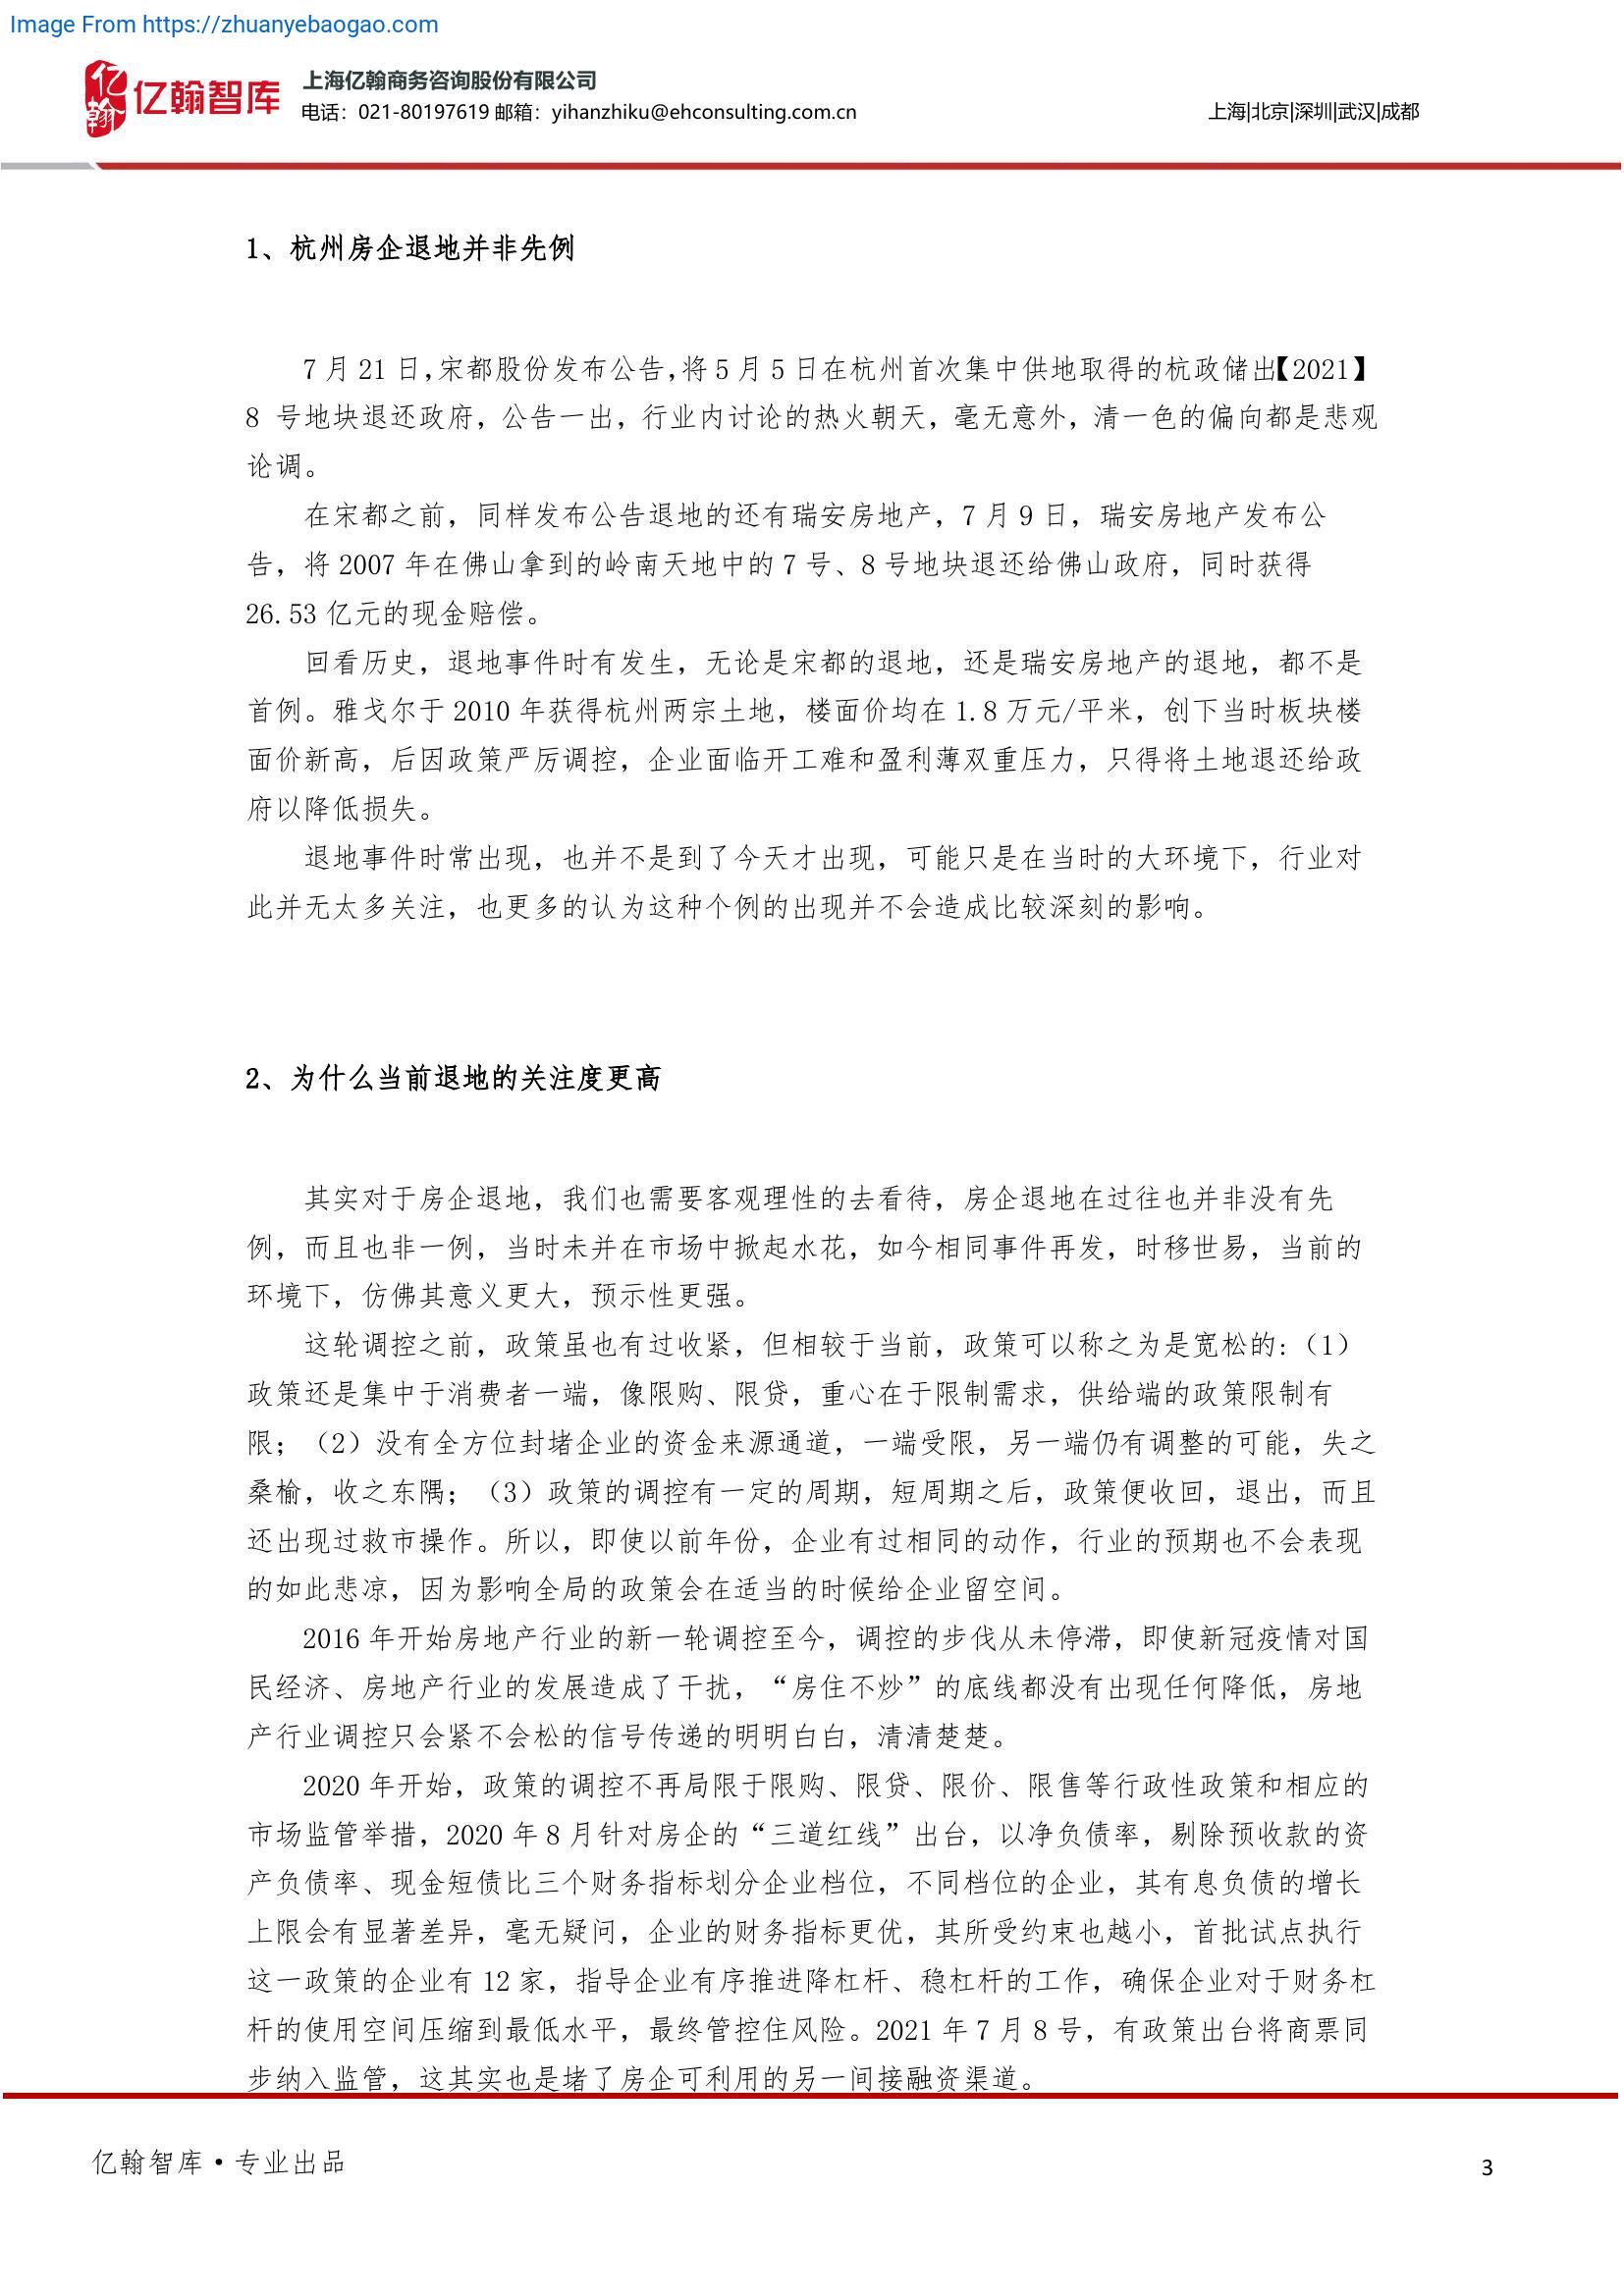 Image From https://zhuanyebaogao.com
亿翰
亿翰智库
上海亿翰商务咨询股份有限公司
电话：021-80197619 邮箱：yihanzhiku@ehconsulting.com.cn
上海|北京|深圳|武汉|成都
1、杭州房企退地并非先例
7 月 21 日，宋都股份发布公告，将 5 月 5 日在杭州首次集中供地取得的杭政储出【2021】
8 号地块退还政府，公告一出，行业内讨论的热火朝天，毫无意外，清一色的偏向都是悲观
论调。
在宋都之前，同样发布公告退地的还有瑞安房地产，7 月 9 日，瑞安房地产发布公
告，将 2007 年在佛山拿到的岭南天地中的 7 号、8 号地块退还给佛山政府，同时获得
26.53 亿元的现金赔偿。
回看历史，退地事件时有发生，无论是宋都的退地，还是瑞安房地产的退地，都不是
首例。雅戈尔于 2010 年获得杭州两宗土地，楼面价均在 1.8 万元/平米，创下当时板块楼
面价新高，后因政策严厉调控，企业面临开工难和盈利薄双重压力，只得将土地退还给政
府以降低损失。
退地事件时常出现，也并不是到了今天才出现，可能只是在当时的大环境下，行业对
此并无太多关注，也更多的认为这种个例的出现并不会造成比较深刻的影响。
2、为什么当前退地的关注度更高
其实对于房企退地，我们也需要客观理性的去看待，房企退地在过往也并非没有先
例，而且也非一例，当时未并在市场中掀起水花，如今相同事件再发，时移世易，当前的
环境下，仿佛其意义更大，预示性更强。
这轮调控之前，政策虽也有过收紧，但相较于当前，政策可以称之为是宽松的：（1）
政策还是集中于消费者一端，像限购、限贷，重心在于限制需求，供给端的政策限制有
限；（2）没有全方位封堵企业的资金来源通道，一端受限，另一端仍有调整的可能，失之
桑榆，收之东隅；（3）政策的调控有一定的周期，短周期之后，政策便收回，退出，而且
还出现过救市操作。所以，即使以前年份，企业有过相同的动作，行业的预期也不会表现
的如此悲凉，因为影响全局的政策会在适当的时候给企业留空间。
2016 年开始房地产行业的新一轮调控至今，调控的步伐从未停滞，即使新冠疫情对国
民经济、房地产行业的发展造成了干扰，“房住不炒”的底线都没有出现任何降低，房地
产行业调控只会紧不会松的信号传递的明明白白，清清楚楚。
2020 年开始，政策的调控不再局限于限购、限贷、限价、限售等行政性政策和相应的
市场监管举措，2020 年 8 月针对房企的“三道红线”出台，以净负债率，剔除预收款的资
产负债率、现金短债比三个财务指标划分企业档位，不同档位的企业，其有息负债的增长
上限会有显著差异，毫无疑问，企业的财务指标更优，其所受约束也越小，首批试点执行
这一政策的企业有 12 家，指导企业有序推进降杠杆、稳杠杆的工作，确保企业对于财务杠
杆的使用空间压缩到最低水平，最终管控住风险。2021 年 7 月 8 号，有政策出台将商票同
步纳入监管，这其实也是堵了房企可利用的另一间接融资渠道。
亿翰智库·专业出品
3